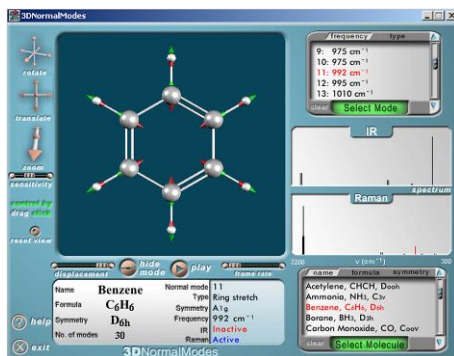 3DNormalModes
rotate
translate
zoom
sensitivity
control by
drag click
reset view
help
exit
frequency type
9: 975 cm⁻¹
10: 975 cm⁻¹
11: 992 cm⁻¹
12: 995 cm⁻¹
13: 1010 cm⁻¹
clear Select Mode
IR
spectrum
Raman
3200 ν (cm⁻¹) 300
displacement hide mode play frame rate
Name Benzene
Formula C₆H₆
Symmetry D₆ₕ
No. of modes 30
Normal mode 11
Type Ring stretch
Symmetry A1g
Frequency 992 cm⁻¹
IR Inactive
Raman Active
3DNormalModes
name formula symmetry
Acetylene, CHCH, D∞h
Ammonia, NH₃, C₃v
Benzene, C₆H₆, D₆h
Borane, BH₃, D₃h
Carbon Monoxide, CO, C∞v
clear Select Molecule